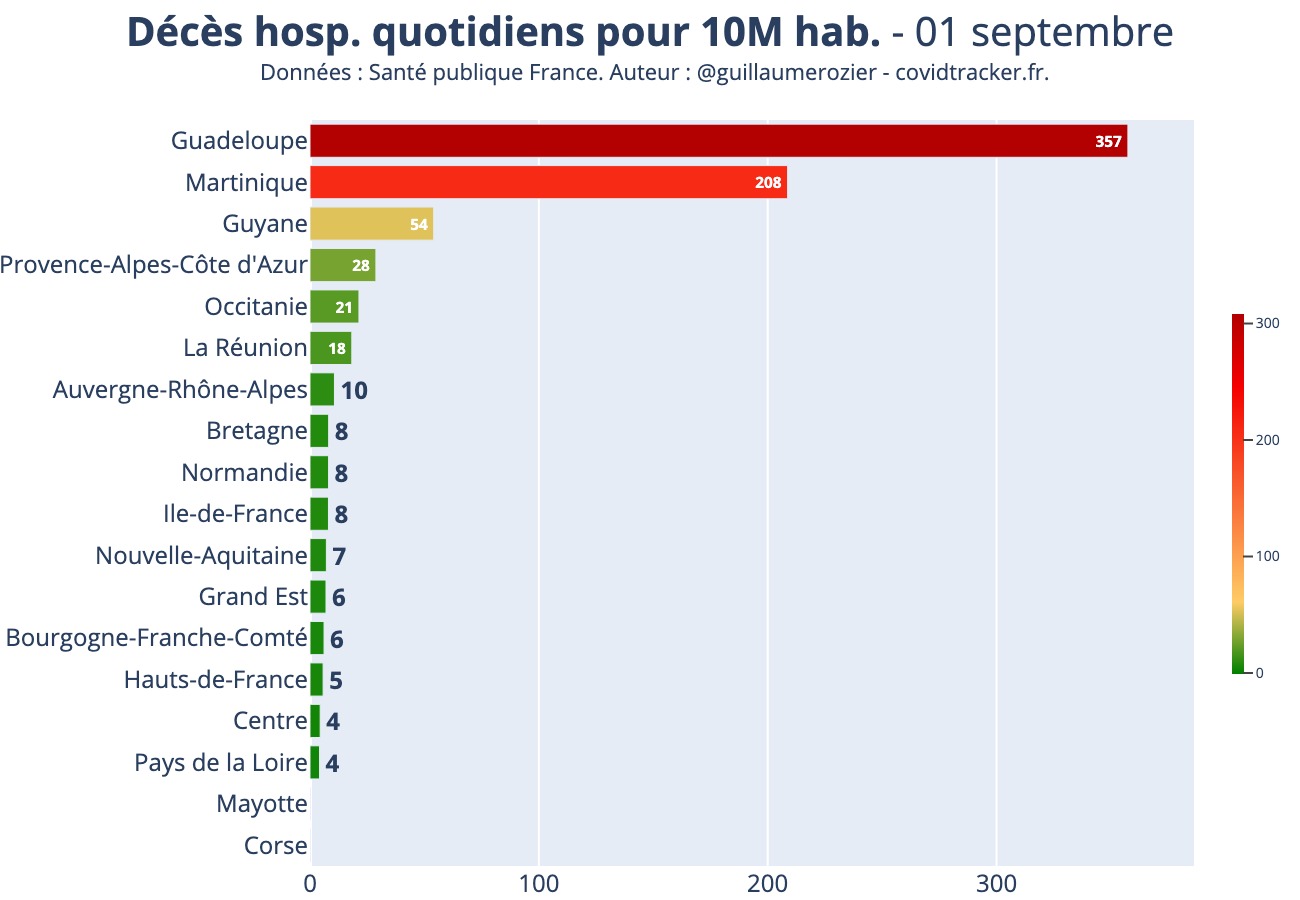 Décès hosp. quotidiens pour 10M hab. - 01 septembre
Données : Santé publique France. Auteur : @guillaumerozier - covidtracker.fr.
Guadeloupe 357
Martinique 208
Guyane 54
Provence-Alpes-Côte d'Azur 28
Occitanie 21
La Réunion 18
Auvergne-Rhône-Alpes 10
Bretagne 8
Normandie 8
Ile-de-France 8
Nouvelle-Aquitaine 7
Grand Est 6
Bourgogne-Franche-Comté 6
Hauts-de-France 5
Centre 4
Pays de la Loire 4
Mayotte
Corse
0 100 200 300
300
200
100
0